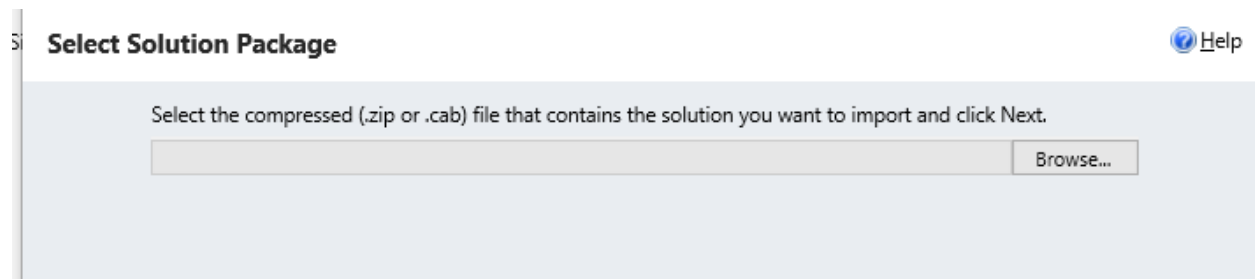 Si
Select Solution Package
Help
Select the compressed (.zip or .cab) file that contains the solution you want to import and click Next.
Browse...